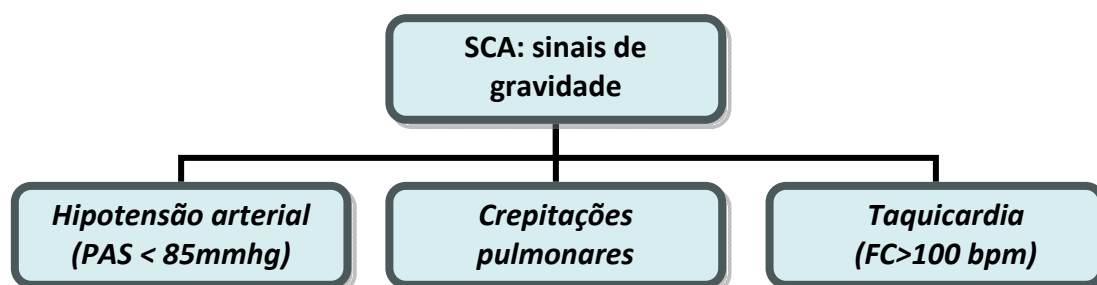 SCA: sinais de
gravidade
Hipotensão arterial
(PAS < 85mmhg)
Crepitações
pulmonares
Taquicardia
(FC>100 bpm)